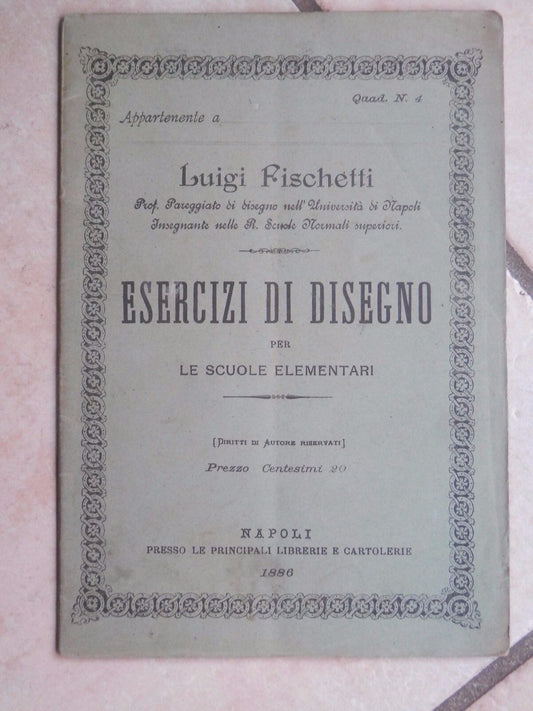 Quad. N. 4
Appartenente a
Luigi Fischetti
Prof. Pareggiato di disegno nell'Università di Napoli
Insegnante nelle R. Scuole Normali superiori.
ESERCIZI DI DISEGNO
PER
LE SCUOLE ELEMENTARI
[DIRITTI DI AUTORE RISERVATI]
Prezzo Centesimi 20
NAPOLI
PRESSO LE PRINCIPALI LIBRERIE E CARTOLERIE
1886